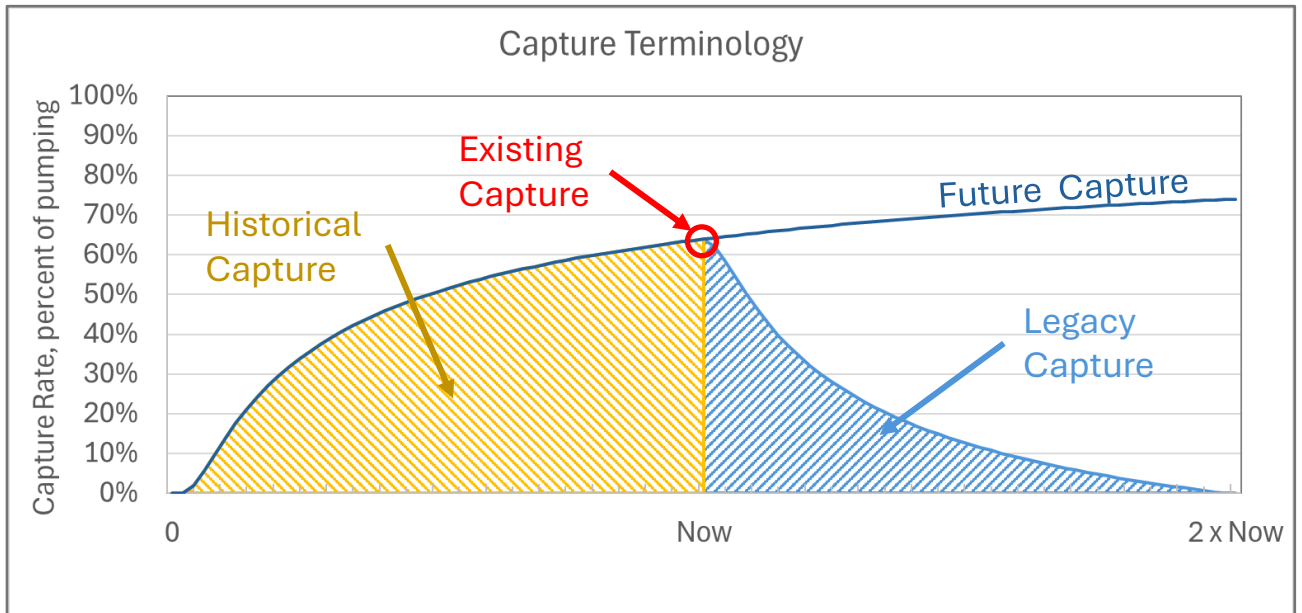 Capture Terminology
Capture Rate, percent of pumping
100%
90%
80%
70%
60%
50%
40%
30%
20%
10%
0%
Existing
Capture
Future Capture
Historical
Capture
Legacy
Capture
0
Now
2 x Now